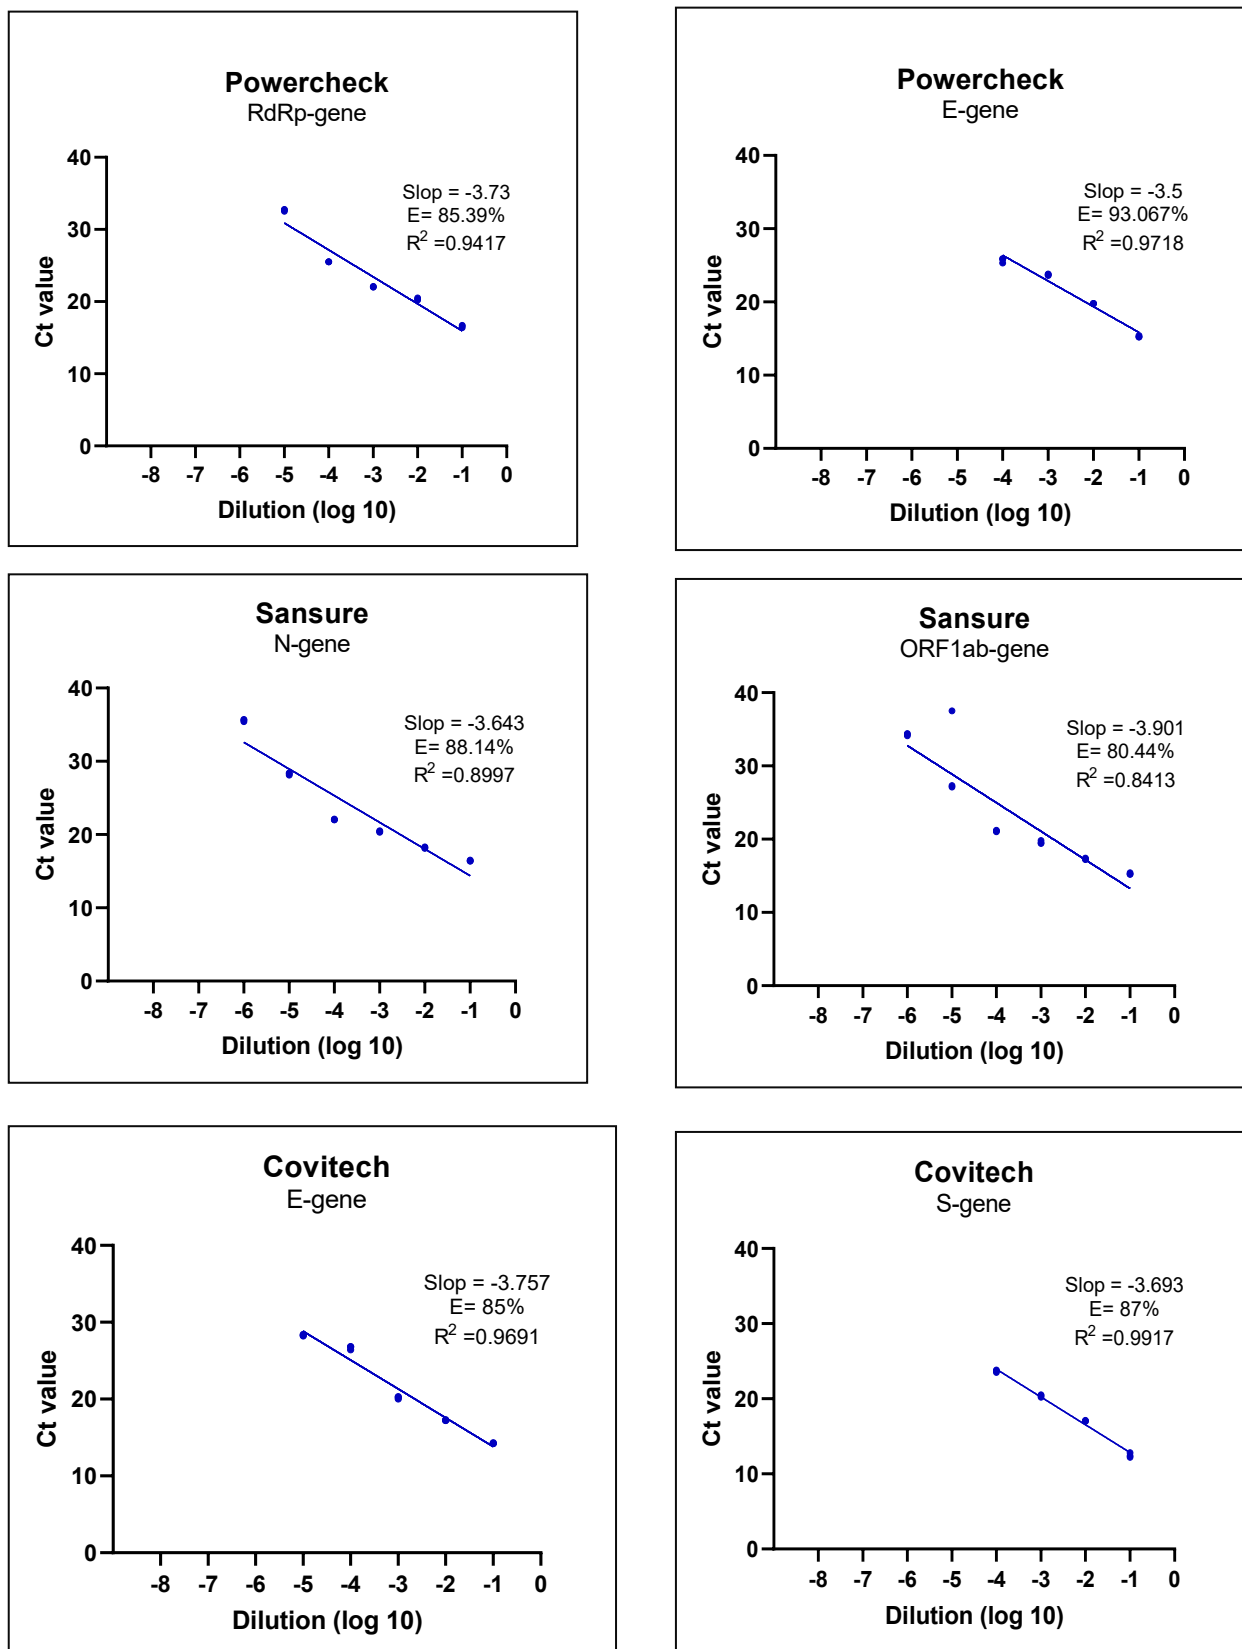 Powercheck
RdRp-gene
40
30
20
10
0
Ct value
Slop = -3.73
E= 85.39%
R² =0.9417
-8 -7 -6 -5 -4 -3 -2 -1 0
Dilution (log 10)
Powercheck
E-gene
40
30
20
10
0
Ct value
Slop = -3.5
E= 93.067%
R² =0.9718
-8 -7 -6 -5 -4 -3 -2 -1 0
Dilution (log 10)
Sansure
N-gene
40
30
20
10
0
Ct value
Slop = -3.643
E= 88.14%
R² =0.8997
-8 -7 -6 -5 -4 -3 -2 -1 0
Dilution (log 10)
Sansure
ORF1ab-gene
40
30
20
10
0
Ct value
Slop = -3.901
E= 80.44%
R² =0.8413
-8 -7 -6 -5 -4 -3 -2 -1 0
Dilution (log 10)
Covitech
E-gene
40
30
20
10
0
Ct value
Slop = -3.757
E= 85%
R² =0.9691
-8 -7 -6 -5 -4 -3 -2 -1 0
Dilution (log 10)
Covitech
S-gene
40
30
20
10
0
Ct value
Slop = -3.693
E= 87%
R² =0.9917
-8 -7 -6 -5 -4 -3 -2 -1 0
Dilution (log 10)